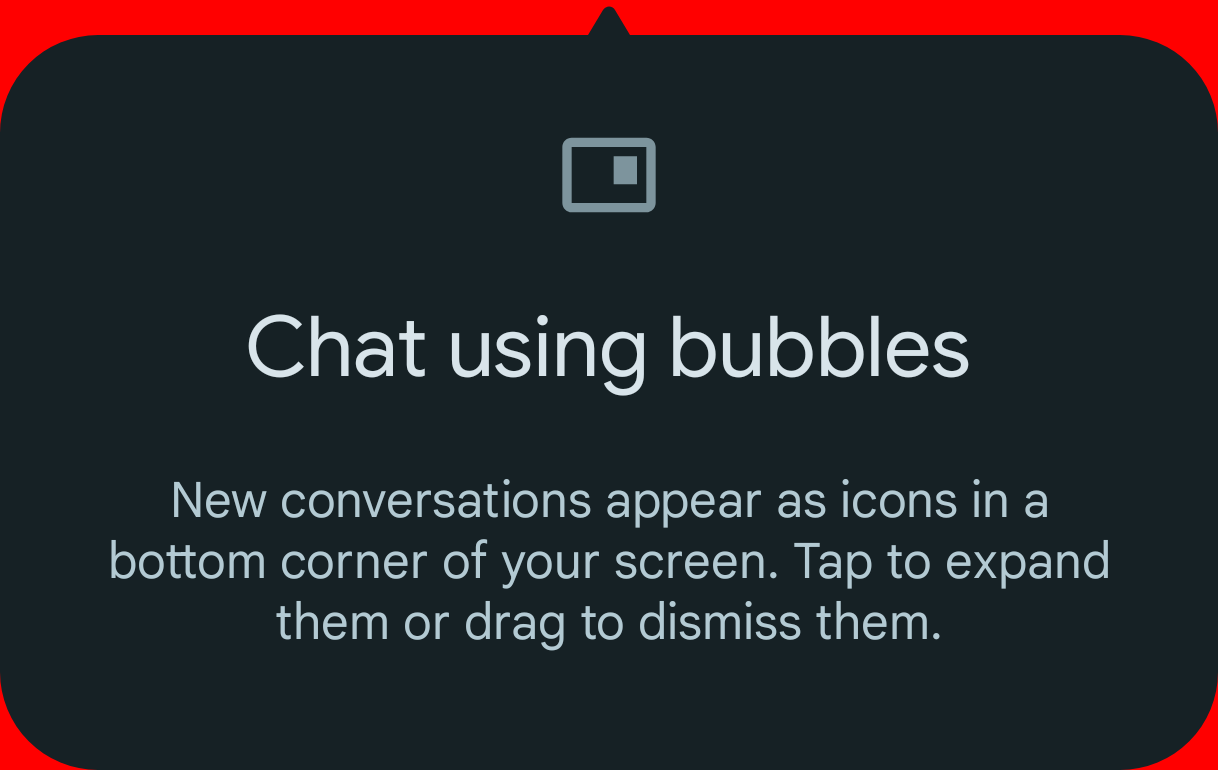 Chat using bubbles
New conversations appear as icons in a
bottom corner of your screen. Tap to expand
them or drag to dismiss them.